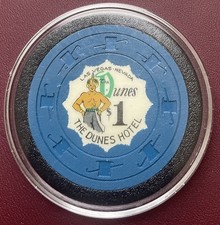 LAS VEGAS-NEVADA
Dunes
$1
THE DUNES HOTEL